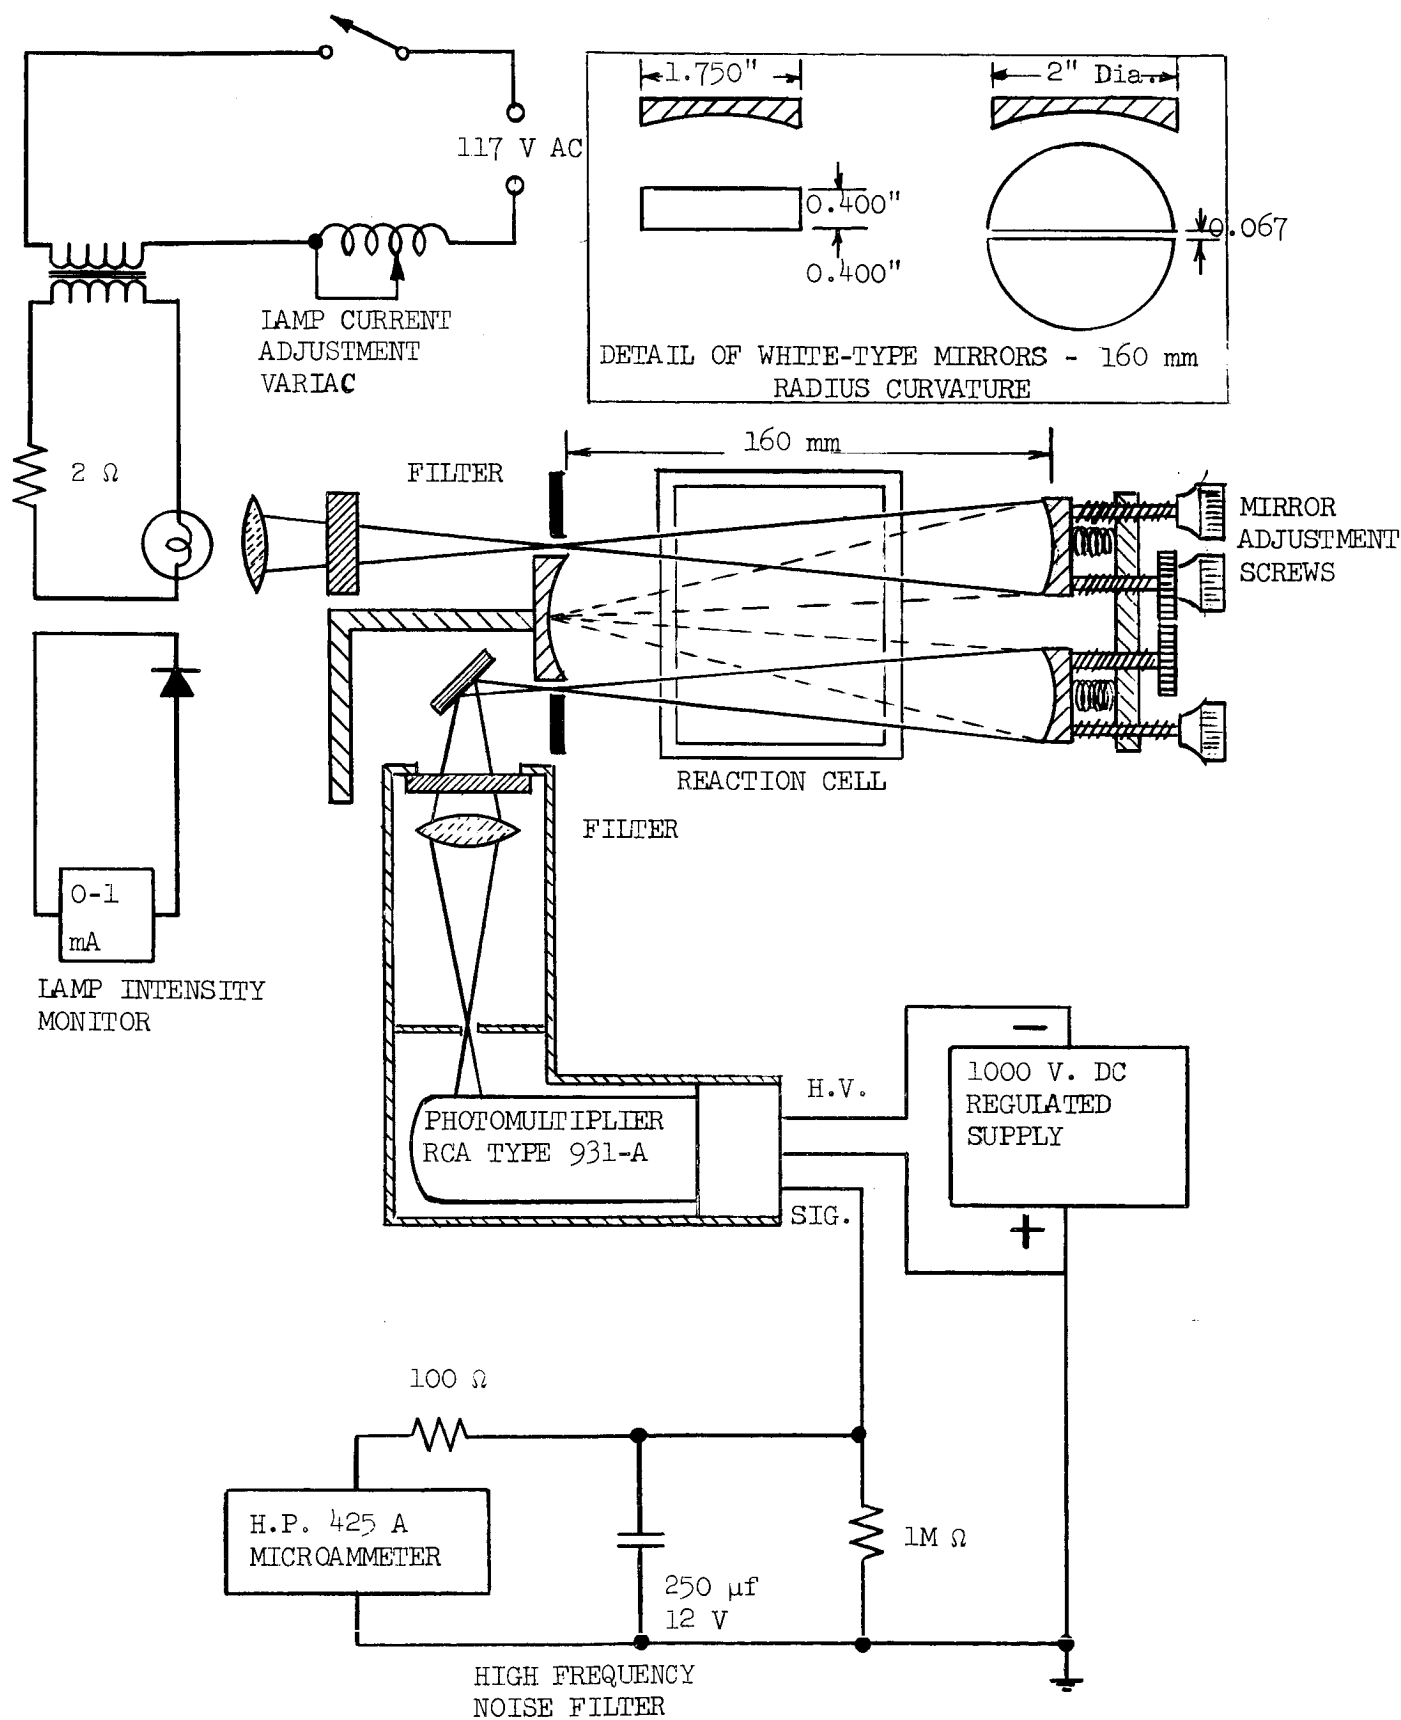 1.750"
2" Dia.
117 V AC
0.400"
0.067
0.400"
LAMP CURRENT
ADJUSTMENT
VARIAC
DETAIL OF WHITE-TYPE MIRRORS - 160 mm
RADIUS CURVATURE
160 mm
2 Ω
FILTER
MIRROR
ADJUSTMENT
SCREWS
REACTION CELL
FILTER
0-1
mA
LAMP INTENSITY
MONITOR
−
1000 V. DC
REGULATED
SUPPLY
+
H.V.
PHOTOMULTIPLIER
RCA TYPE 931-A
SIG.
100 Ω
H.P. 425 A
MICROAMMETER
1M Ω
250 µf
12 V
HIGH FREQUENCY
NOISE FILTER